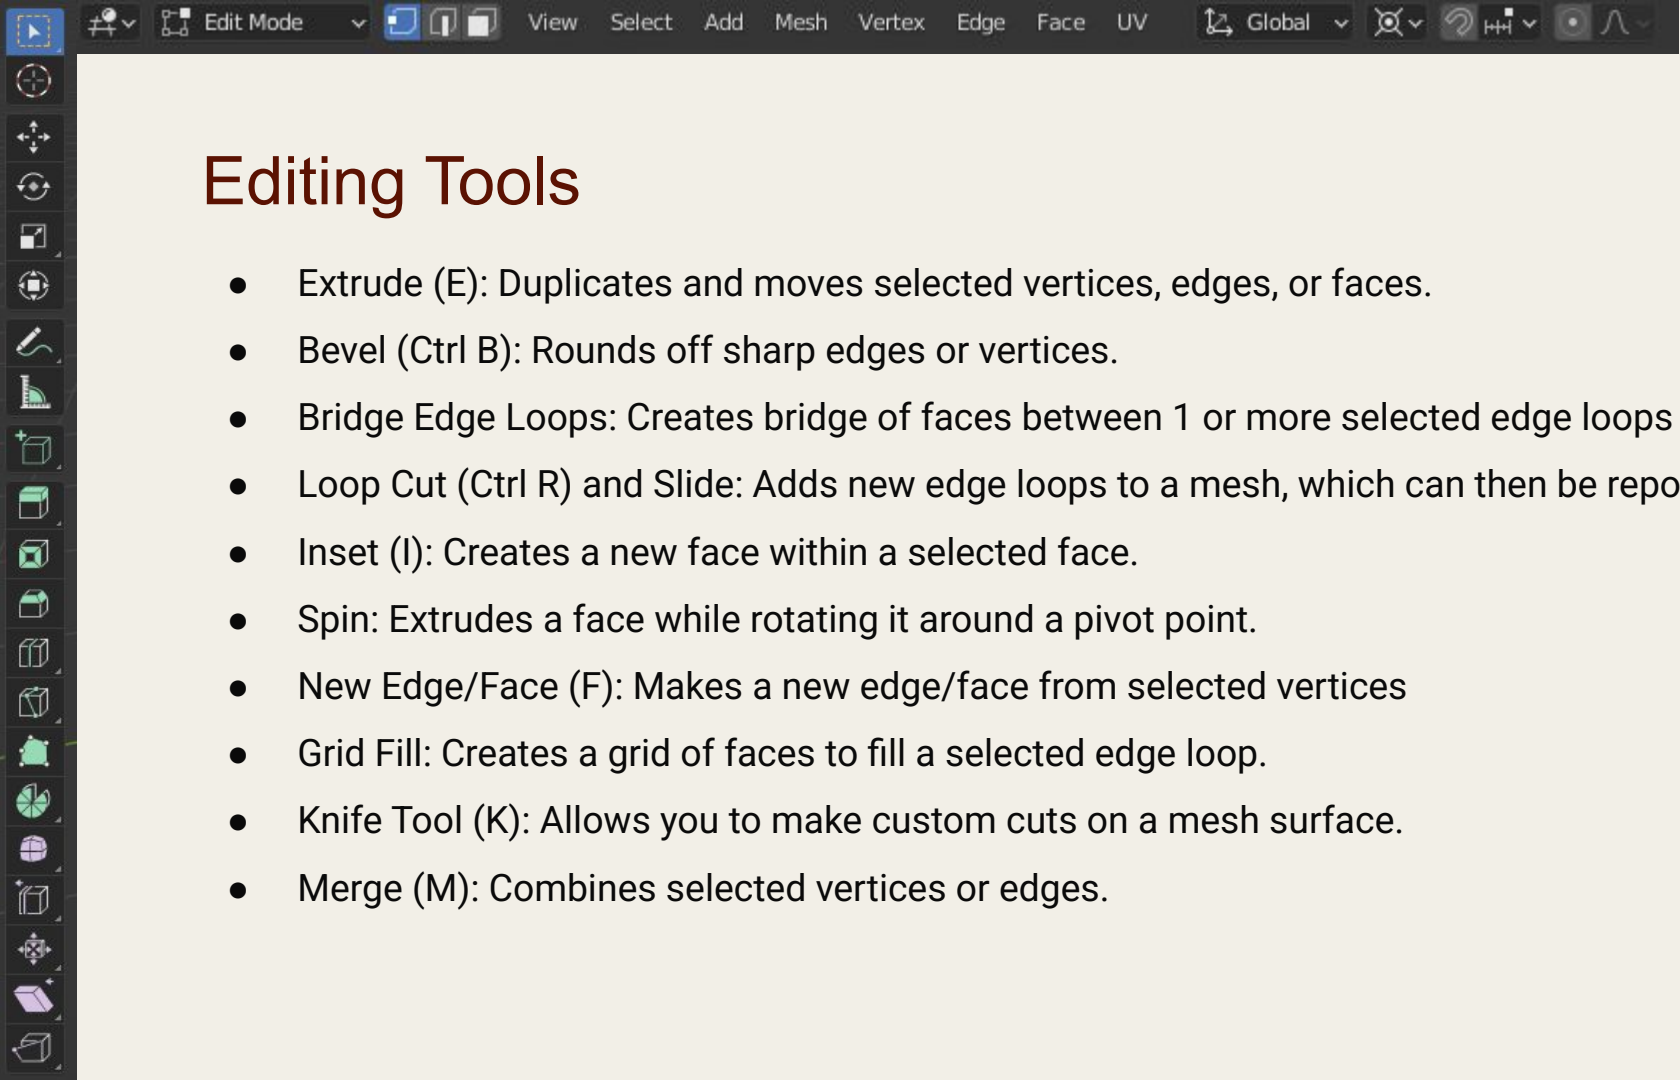 Edit Mode View Select Add Mesh Vertex Edge Face UV Global
Editing Tools
● Extrude (E): Duplicates and moves selected vertices, edges, or faces.
● Bevel (Ctrl B): Rounds off sharp edges or vertices.
● Bridge Edge Loops: Creates bridge of faces between 1 or more selected edge loops
● Loop Cut (Ctrl R) and Slide: Adds new edge loops to a mesh, which can then be repo
● Inset (I): Creates a new face within a selected face.
● Spin: Extrudes a face while rotating it around a pivot point.
● New Edge/Face (F): Makes a new edge/face from selected vertices
● Grid Fill: Creates a grid of faces to fill a selected edge loop.
● Knife Tool (K): Allows you to make custom cuts on a mesh surface.
● Merge (M): Combines selected vertices or edges.